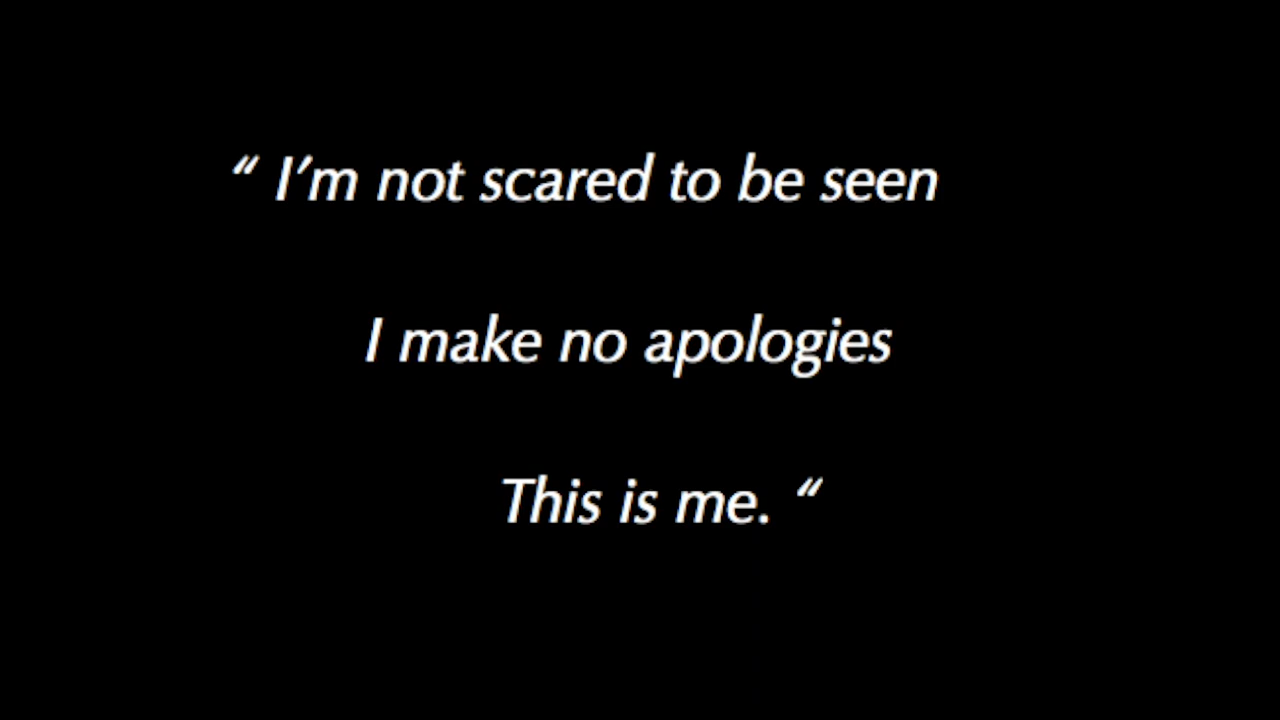 “ I’m not scared to be seen
I make no apologies
This is me. “